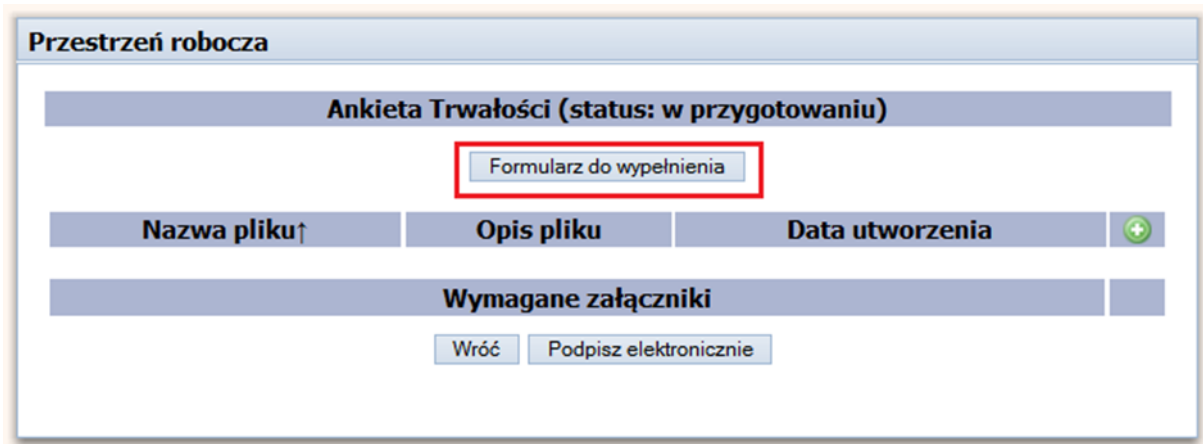 Przestrzeń robocza
Ankieta Trwałości (status: w przygotowaniu)
Formularz do wypełnienia
Nazwa pliku↑ Opis pliku Data utworzenia
Wymagane załączniki
Wróć Podpisz elektronicznie